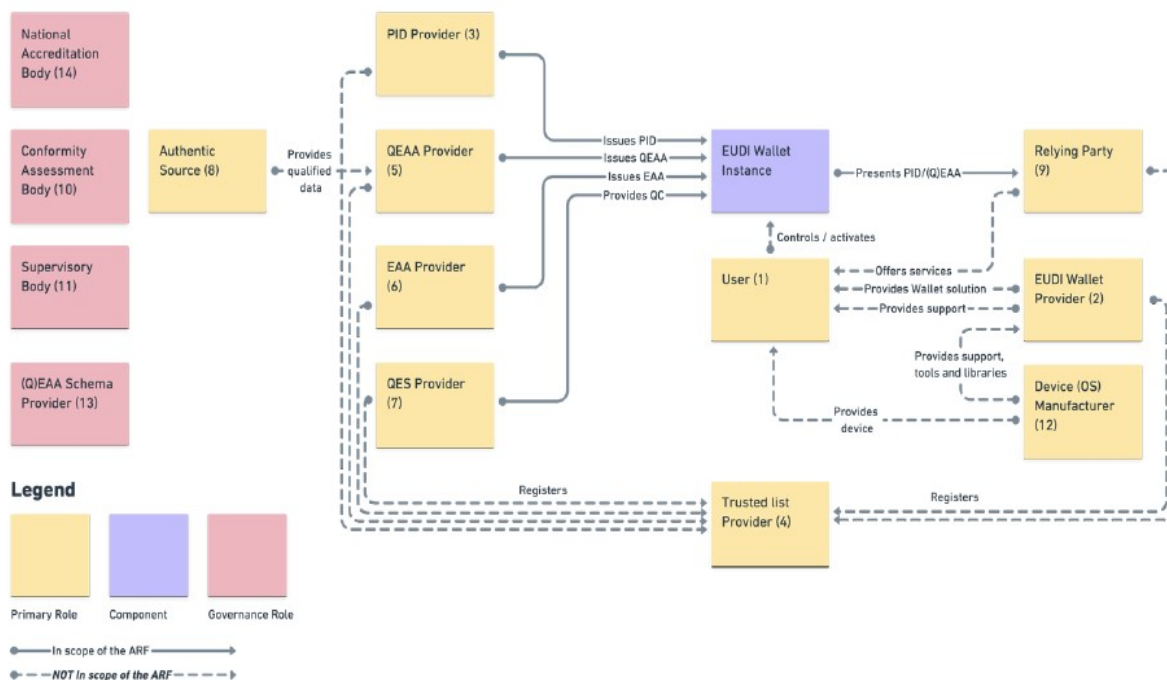 National
Accreditation
Body (14)
PID Provider (3)
Conformity
Assessment
Body (10)
Authentic
Source (8)
Provides
qualified
data
QEAA Provider
(5)
Issues PID
Issues QEAA
Issues EAA
Provides QC
EUDI Wallet
Instance
Presents PID/(Q)EAA
Relying Party
(9)
Controls / activates
Supervisory
Body (11)
EAA Provider
(6)
User (1)
Offers services
Provides Wallet solution
Provides support
EUDI Wallet
Provider (2)
Provides support,
tools and libraries
(Q)EAA Schema
Provider (13)
QES Provider
(7)
Provides
device
Device (OS)
Manufacturer
(12)
Legend
Registers
Trusted list
Provider (4)
Registers
Primary Role
Component
Governance Role
In scope of the ARF
NOT In scope of the ARF